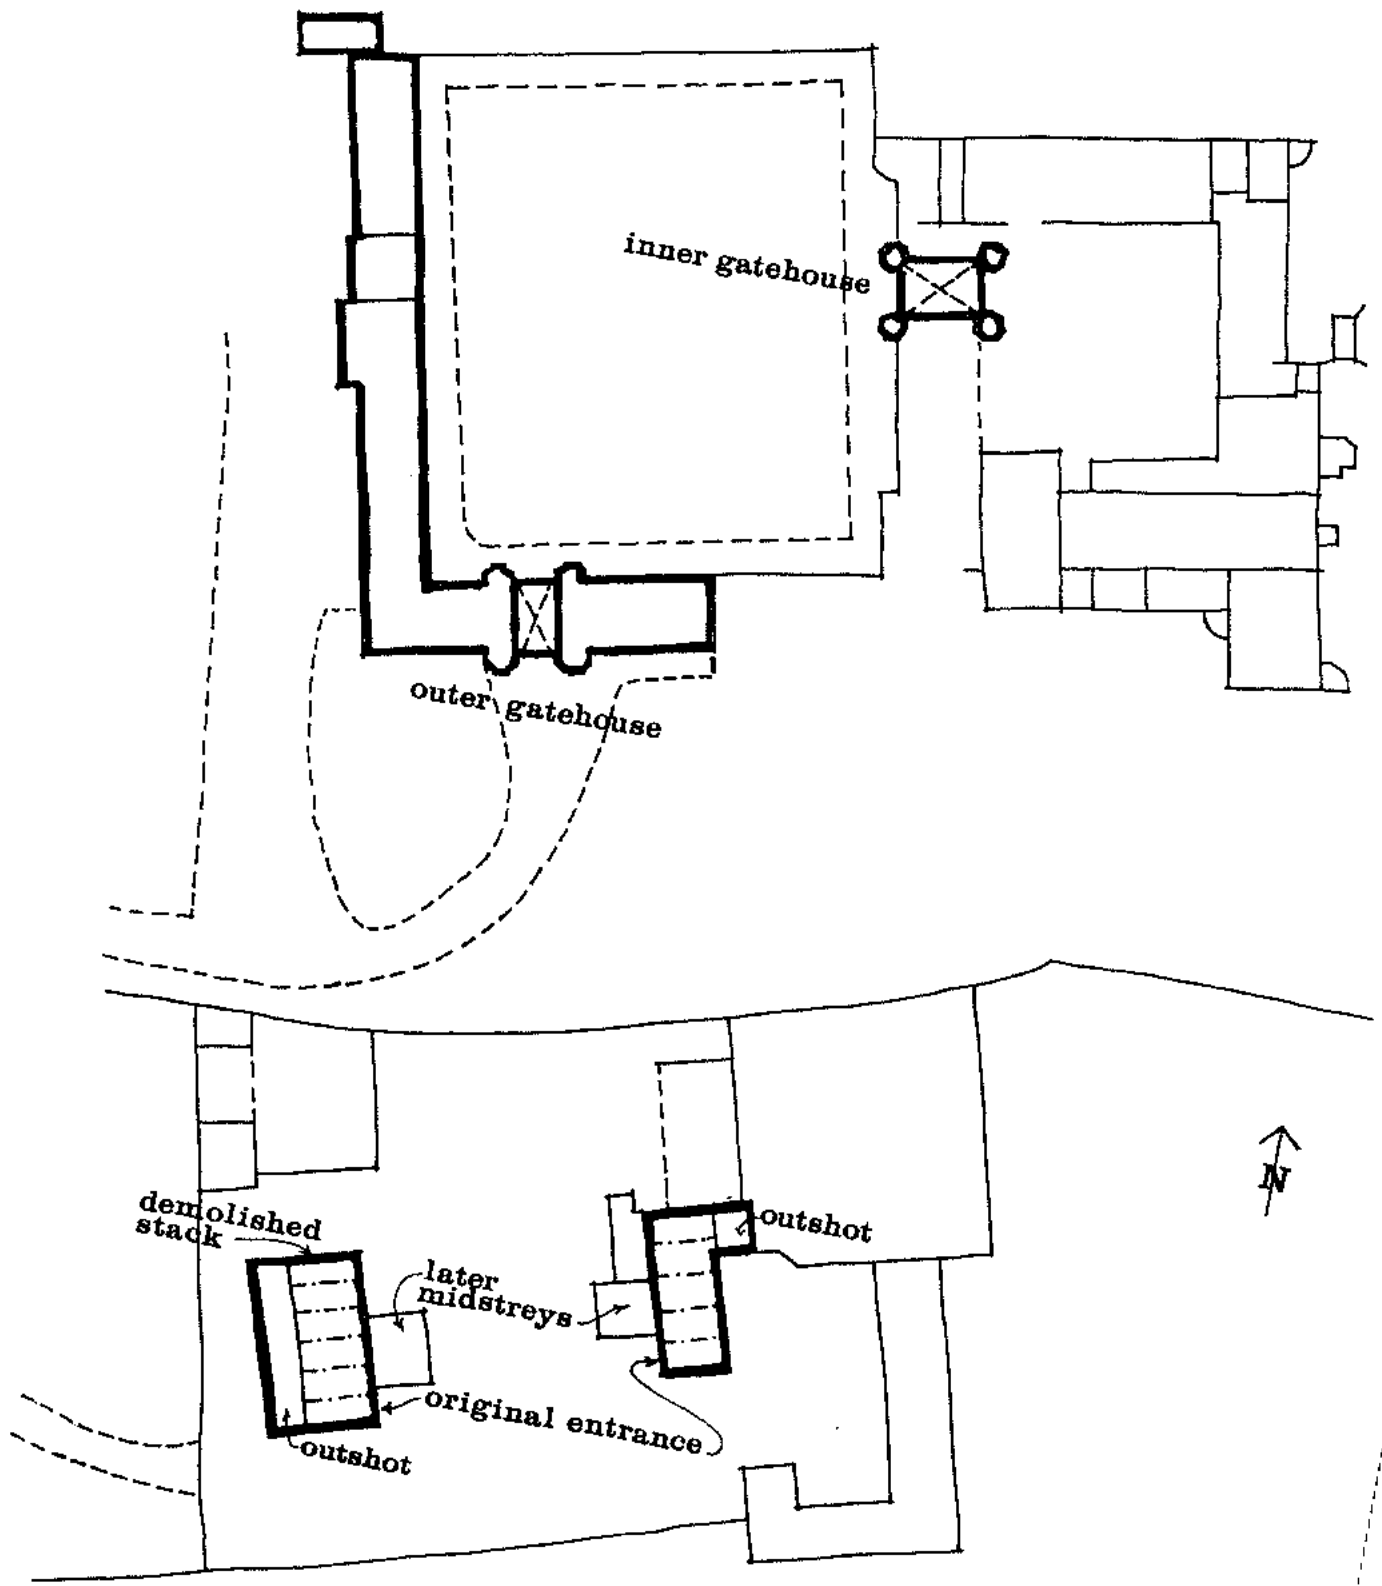 inner gatehouse
outer gatehouse
N
demolished
stack
outshot
later
midstreys
original entrance
outshot